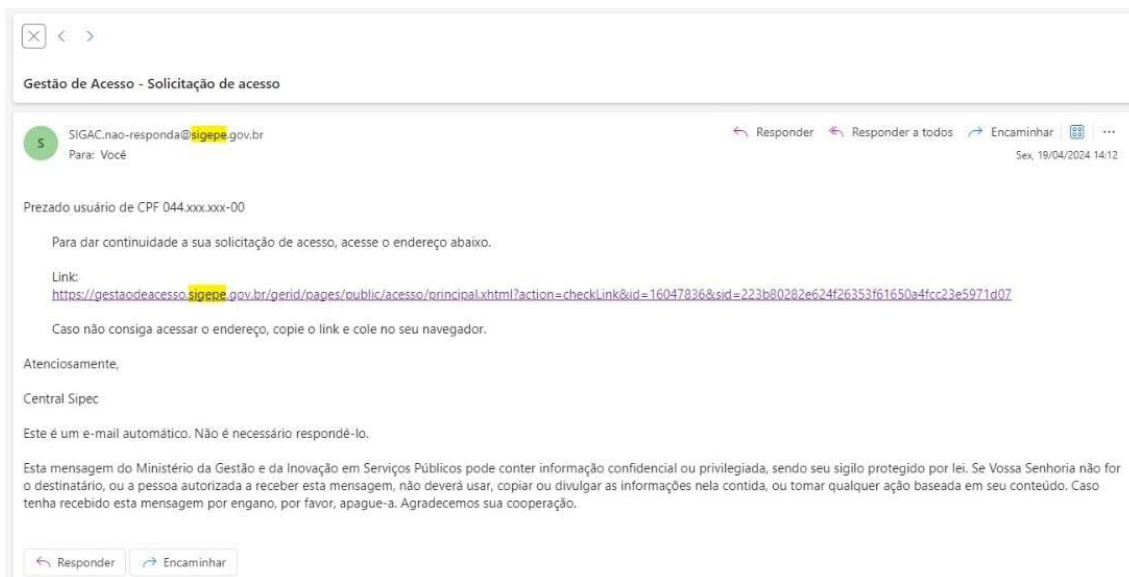 Gestão de Acesso - Solicitação de acesso
S
SIGAC.nao-responda@sigepe.gov.br
Para: Você
Responder Responder a todos Encaminhar
Sex, 19/04/2024 14:12
Prezado usuário de CPF 044.xxx.xxx-00
Para dar continuidade a sua solicitação de acesso, acesse o endereço abaixo.
Link:
https://gestaodeacesso.sigepe.gov.br/gerid/pages/public/acesso/principal.xhtml?action=checkLink&id=16047836&sid=223b80282e624f26353f61650a4fcc23e5971d07
Caso não consiga acessar o endereço, copie o link e cole no seu navegador.
Atenciosamente,
Central Sipec
Este é um e-mail automático. Não é necessário respondê-lo.
Esta mensagem do Ministério da Gestão e da Inovação em Serviços Públicos pode conter informação confidencial ou privilegiada, sendo seu sigilo protegido por lei. Se Vossa Senhoria não for
o destinatário, ou a pessoa autorizada a receber esta mensagem, não deverá usar, copiar ou divulgar as informações nela contida, ou tomar qualquer ação baseada em seu conteúdo. Caso
tenha recebido esta mensagem por engano, por favor, apague-a. Agradecemos sua cooperação.
Responder Encaminhar